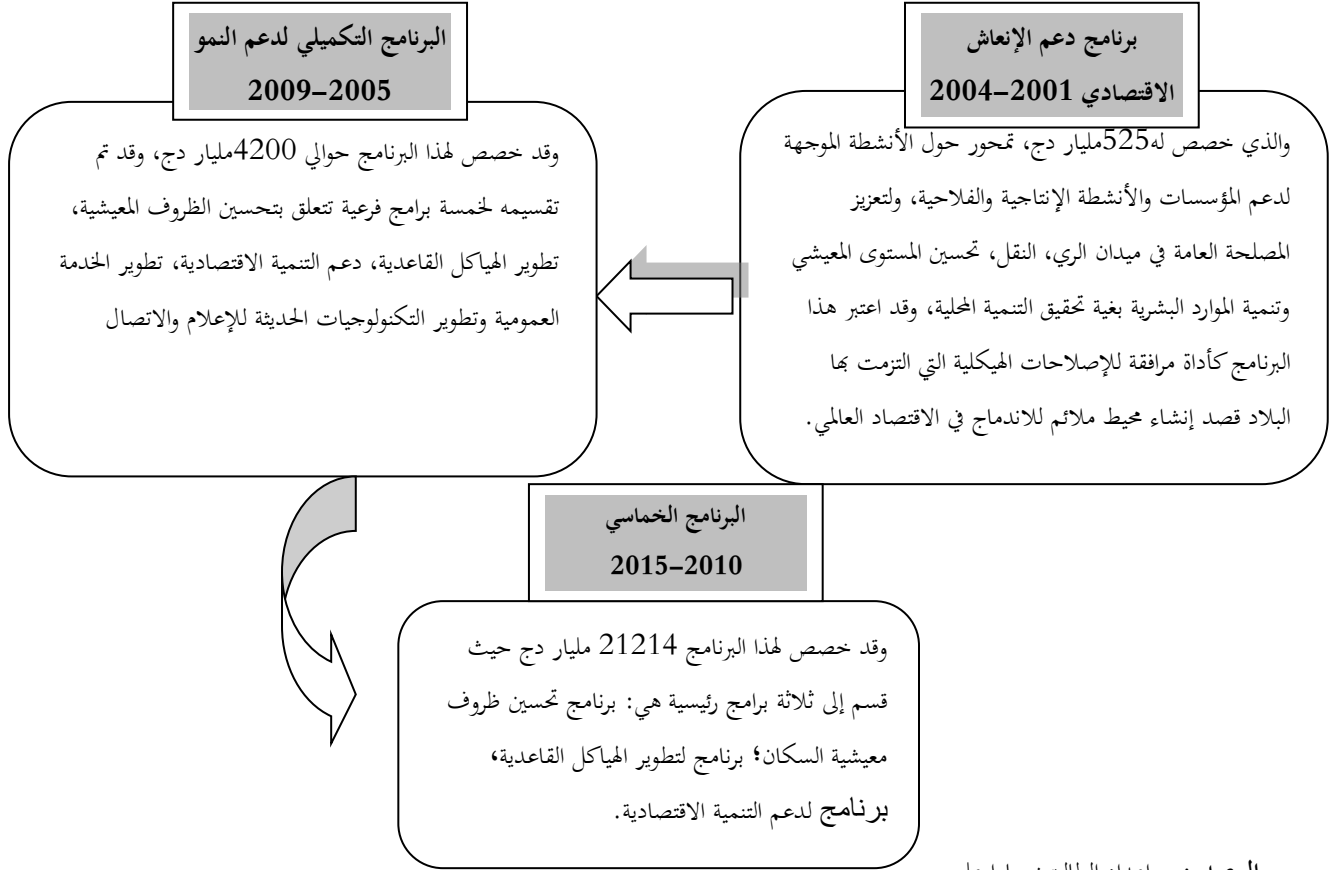 برنامج دعم الإنعاش
الاقتصادي 2001–2004
والذي خصص له525مليار دج، تمحور حول الأنشطة الموجهة
لدعم المؤسسات والأنشطة الإنتاجية والفلاحية، ولتعزيز
المصلحة العامة في ميدان الري، النقل، تحسين المستوى المعيشي
وتنمية الموارد البشرية بغية تحقيق التنمية المحلية، وقد اعتبر هذا
البرنامج كأداة مرافقة للإصلاحات الهيكلية التي التزمت بها
البلاد قصد إنشاء محيط ملائم للاندماج في الاقتصاد العالمي.
البرنامج التكميلي لدعم النمو
2005–2009
وقد خصص لهذا البرنامج حوالي 4200مليار دج، وقد تم
تقسيمه لخمسة برامج فرعية تتعلق بتحسين الظروف المعيشية،
تطوير الهياكل القاعدية، دعم التنمية الاقتصادية، تطوير الخدمة
العمومية وتطوير التكنولوجيات الحديثة للإعلام والاتصال
البرنامج الخماسي
2010–2015
وقد خصص لهذا البرنامج 21214 مليار دج حيث
قسم إلى ثلاثة برامج رئيسية هي: برنامج تحسين ظروف
معيشية السكان؛ برنامج لتطوير الهياكل القاعدية،
برنامج لدعم التنمية الاقتصادية.